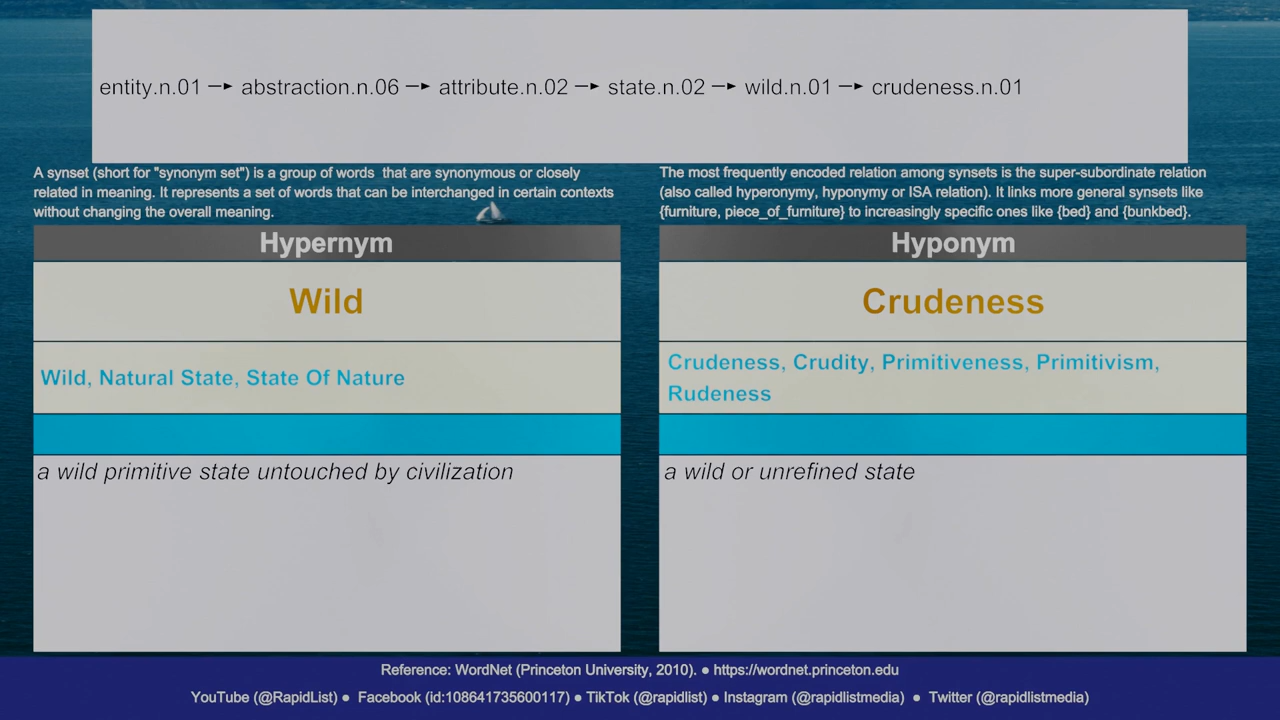 entity.n.01 → abstraction.n.06 → attribute.n.02 → state.n.02 → wild.n.01 → crudeness.n.01
A synset (short for "synonym set") is a group of words that are synonymous or closely
related in meaning. It represents a set of words that can be interchanged in certain contexts
without changing the overall meaning.
The most frequently encoded relation among synsets is the super-subordinate relation
(also called hyperonymy, hyponymy or ISA relation). It links more general synsets like
{furniture, piece_of_furniture} to increasingly specific ones like {bed} and {bunkbed}.
Hypernym
Wild
Wild, Natural State, State Of Nature
a wild primitive state untouched by civilization
Hyponym
Crudeness
Crudeness, Crudity, Primitiveness, Primitivism,
Rudeness
a wild or unrefined state
Reference: WordNet (Princeton University, 2010). ● https://wordnet.princeton.edu
YouTube (@RapidList) ● Facebook (id:108641735600117) ● TikTok (@rapidlist) ● Instagram (@rapidlistmedia) ● Twitter (@rapidlistmedia)